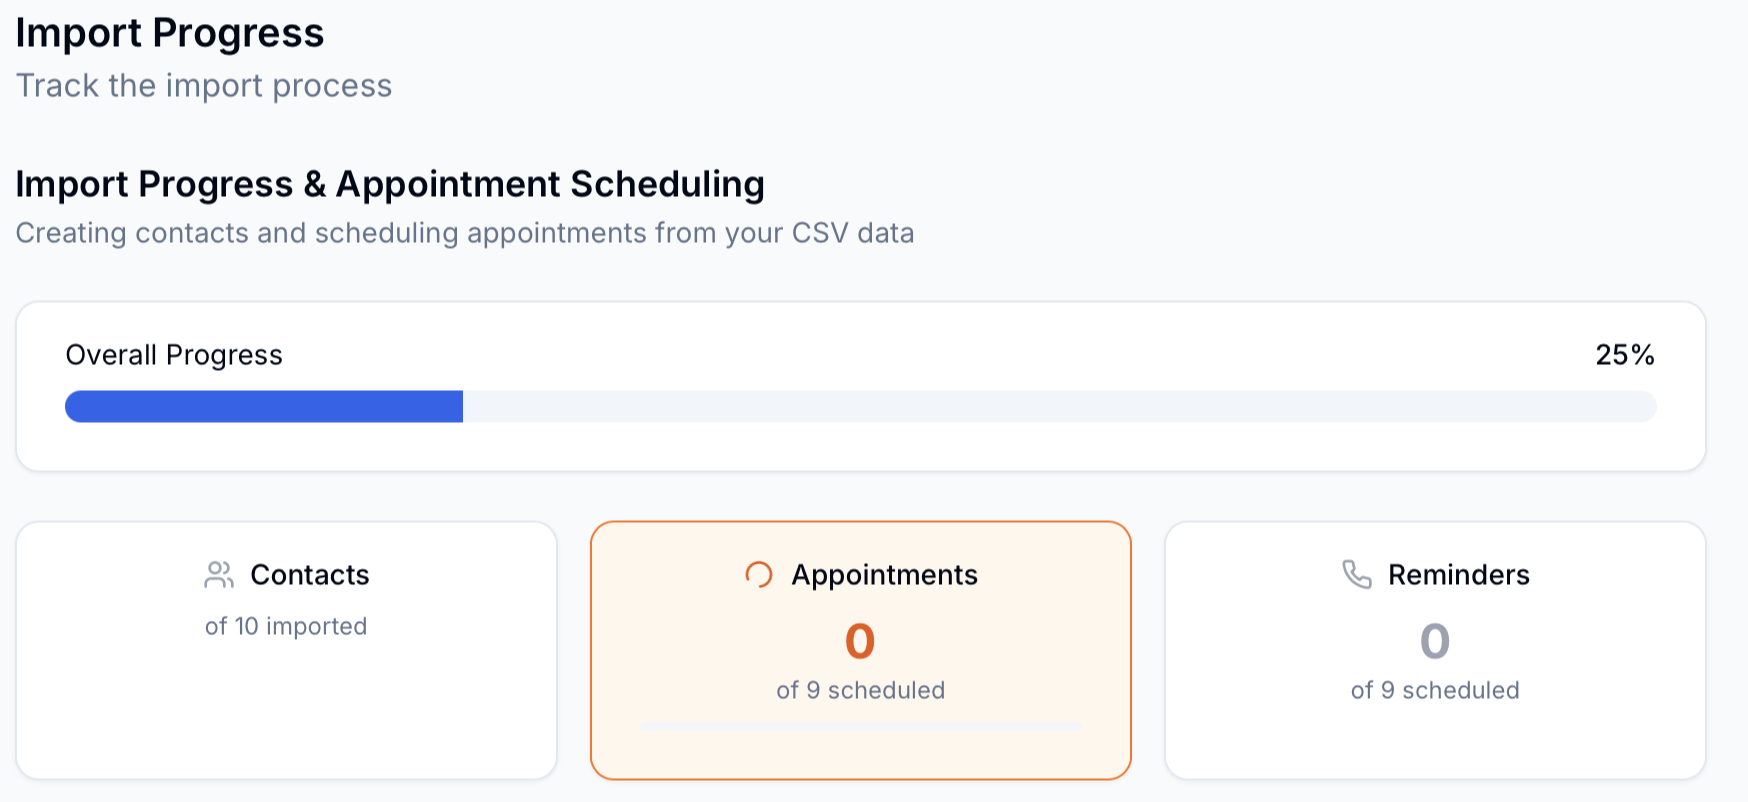 Import Progress
Track the import process
Import Progress & Appointment Scheduling
Creating contacts and scheduling appointments from your CSV data
Overall Progress 25%
Contacts
of 10 imported
Appointments
0
of 9 scheduled
Reminders
0
of 9 scheduled